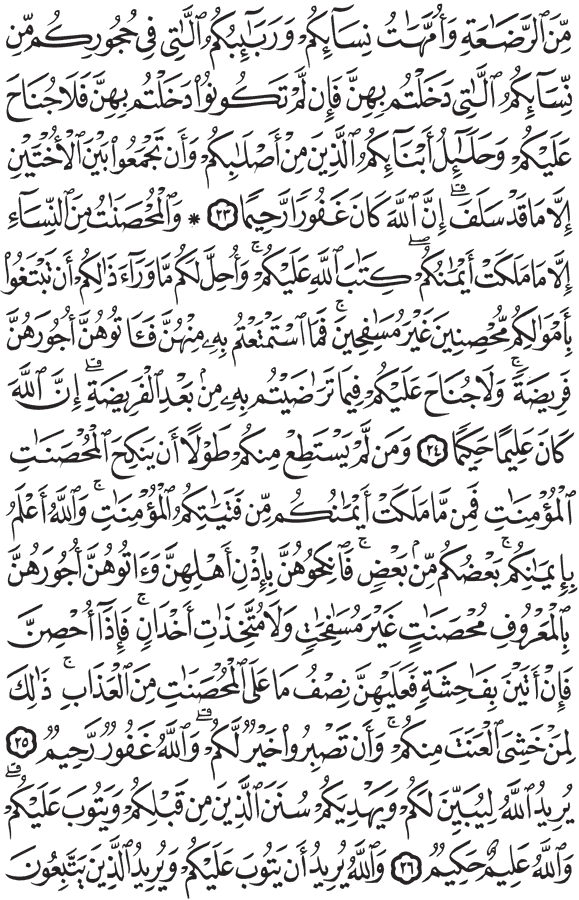 مِّنَ ٱلرَّضَٰعَةِ وَأُمَّهَٰتُ نِسَآئِكُمْ وَرَبَٰٓئِبُكُمُ ٱلَّٰتِي فِي حُجُورِكُم مِّن
نِّسَآئِكُمُ ٱلَّٰتِي دَخَلْتُم بِهِنَّ فَإِن لَّمْ تَكُونُوا۟ دَخَلْتُم بِهِنَّ فَلَا جُنَاحَ
عَلَيْكُمْ وَحَلَٰٓئِلُ أَبْنَآئِكُمُ ٱلَّذِينَ مِنْ أَصْلَٰبِكُمْ وَأَن تَجْمَعُوا۟ بَيْنَ ٱلْأُخْتَيْنِ
إِلَّا مَا قَدْ سَلَفَ ۗ إِنَّ ٱللَّهَ كَانَ غَفُورًا رَّحِيمًا ٢٣ * وَٱلْمُحْصَنَٰتُ مِنَ ٱلنِّسَآءِ
إِلَّا مَا مَلَكَتْ أَيْمَٰنُكُمْ ۖ كِتَٰبَ ٱللَّهِ عَلَيْكُمْ ۚ وَأُحِلَّ لَكُم مَّا وَرَآءَ ذَٰلِكُمْ أَن تَبْتَغُوا۟
بِأَمْوَٰلِكُم مُّحْصِنِينَ غَيْرَ مُسَٰفِحِينَ ۚ فَمَا ٱسْتَمْتَعْتُم بِهِۦ مِنْهُنَّ فَـَٔاتُوهُنَّ أُجُورَهُنَّ
فَرِيضَةً ۚ وَلَا جُنَاحَ عَلَيْكُمْ فِيمَا تَرَٰضَيْتُم بِهِۦ مِنۢ بَعْدِ ٱلْفَرِيضَةِ ۗ إِنَّ ٱللَّهَ
كَانَ عَلِيمًا حَكِيمًا ٢٤ وَمَن لَّمْ يَسْتَطِعْ مِنكُمْ طَوْلًا أَن يَنكِحَ ٱلْمُحْصَنَٰتِ
ٱلْمُؤْمِنَٰتِ فَمِن مَّا مَلَكَتْ أَيْمَٰنُكُم مِّن فَتَيَٰتِكُمُ ٱلْمُؤْمِنَٰتِ ۚ وَٱللَّهُ أَعْلَمُ
بِإِيمَٰنِكُم ۚ بَعْضُكُم مِّنۢ بَعْضٍ ۚ فَٱنكِحُوهُنَّ بِإِذْنِ أَهْلِهِنَّ وَءَاتُوهُنَّ أُجُورَهُنَّ
بِٱلْمَعْرُوفِ مُحْصَنَٰتٍ غَيْرَ مُسَٰفِحَٰتٍ وَلَا مُتَّخِذَٰتِ أَخْدَانٍ ۚ فَإِذَآ أُحْصِنَّ
فَإِنْ أَتَيْنَ بِفَٰحِشَةٍ فَعَلَيْهِنَّ نِصْفُ مَا عَلَى ٱلْمُحْصَنَٰتِ مِنَ ٱلْعَذَابِ ۚ ذَٰلِكَ
لِمَنْ خَشِيَ ٱلْعَنَتَ مِنكُمْ ۚ وَأَن تَصْبِرُوا۟ خَيْرٌ لَّكُمْ ۗ وَٱللَّهُ غَفُورٌ رَّحِيمٌ ٢٥
يُرِيدُ ٱللَّهُ لِيُبَيِّنَ لَكُمْ وَيَهْدِيَكُمْ سُنَنَ ٱلَّذِينَ مِن قَبْلِكُمْ وَيَتُوبَ عَلَيْكُمْ ۗ
وَٱللَّهُ عَلِيمٌ حَكِيمٌ ٢٦ وَٱللَّهُ يُرِيدُ أَن يَتُوبَ عَلَيْكُمْ وَيُرِيدُ ٱلَّذِينَ يَتَّبِعُونَ